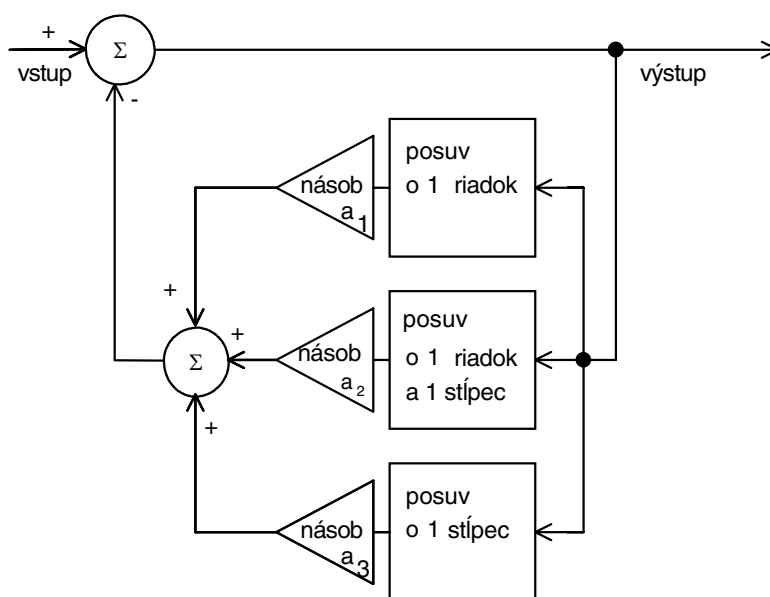 +
Σ
vstup
-
výstup
posuv
o 1 riadok
násob
a1
+
posuv
o 1 riadok
a 1 stĺpec
+
násob
a2
Σ
+
posuv
o 1 stĺpec
násob
a3